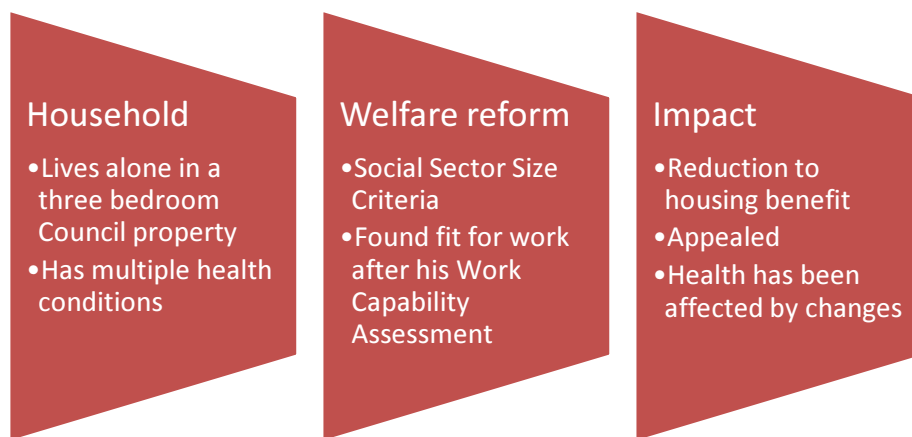 Household
•Lives alone in a
three bedroom
Council property
•Has multiple health
conditions
Welfare reform
•Social Sector Size
Criteria
•Found fit for work
after his Work
Capability
Assessment
Impact
•Reduction to
housing benefit
•Appealed
•Health has been
affected by changes